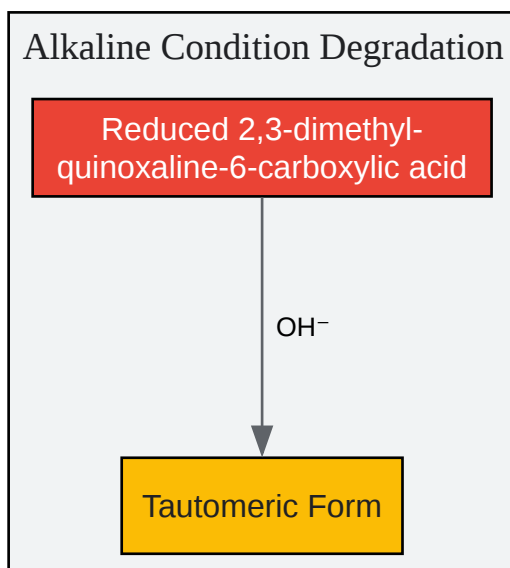 Alkaline Condition Degradation
Reduced 2,3-dimethyl-
quinoxaline-6-carboxylic acid
OH⁻
Tautomeric Form